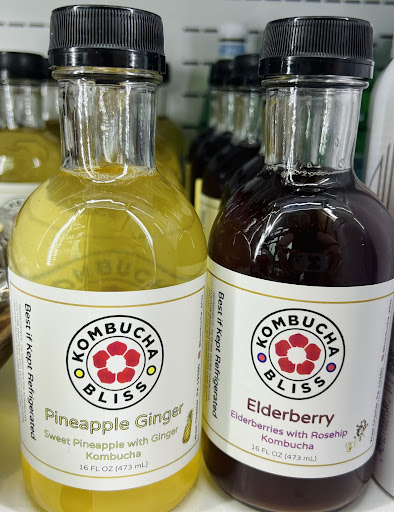 KOMBUCHA
BLISS
Best if Kept Refrigerated
Pineapple Ginger
Sweet Pineapple with Ginger
Kombucha
16 FL OZ (473 mL)
KOMBUCHA
BLISS
Best if Kept Refrigerated
Elderberry
Elderberries with Rosehip
Kombucha
16 FL OZ (473 mL)